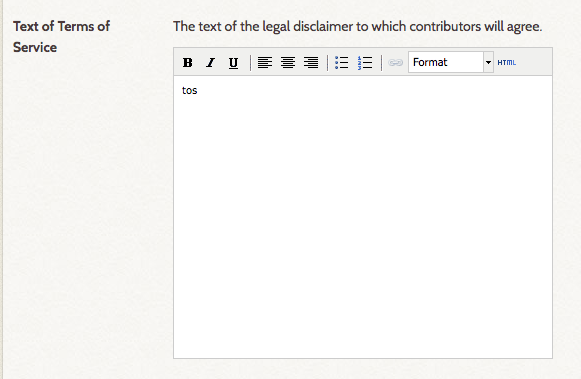 Text of Terms of
Service
The text of the legal disclaimer to which contributors will agree.
B I U Format HTML
tos